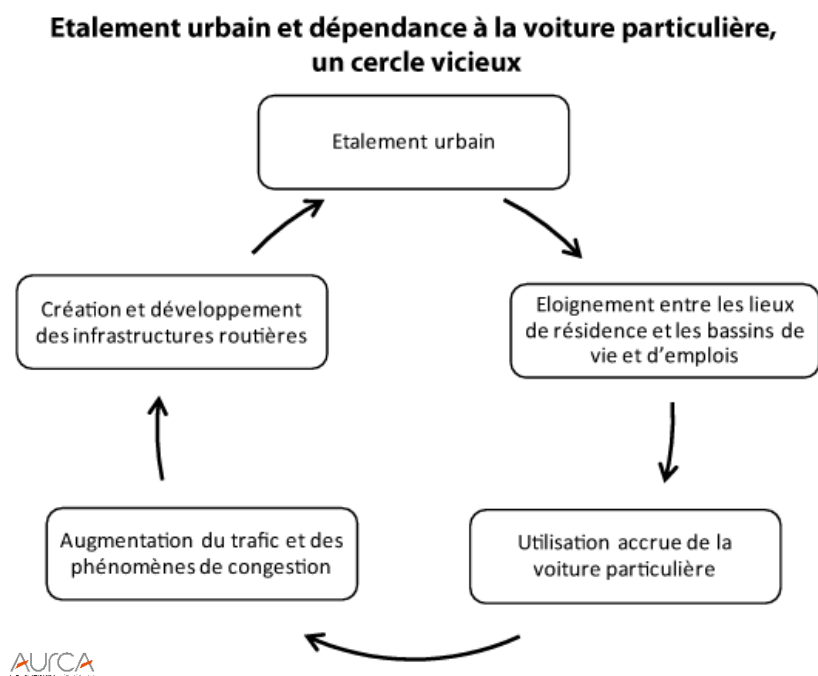 Etalement urbain et dépendance à la voiture particulière,
un cercle vicieux
Etalement urbain
Eloignement entre les lieux
de résidence et les bassins de
vie et d'emplois
Utilisation accrue de la
voiture particulière
Augmentation du trafic et des
phénomènes de congestion
Création et développement
des infrastructures routières
AURCA